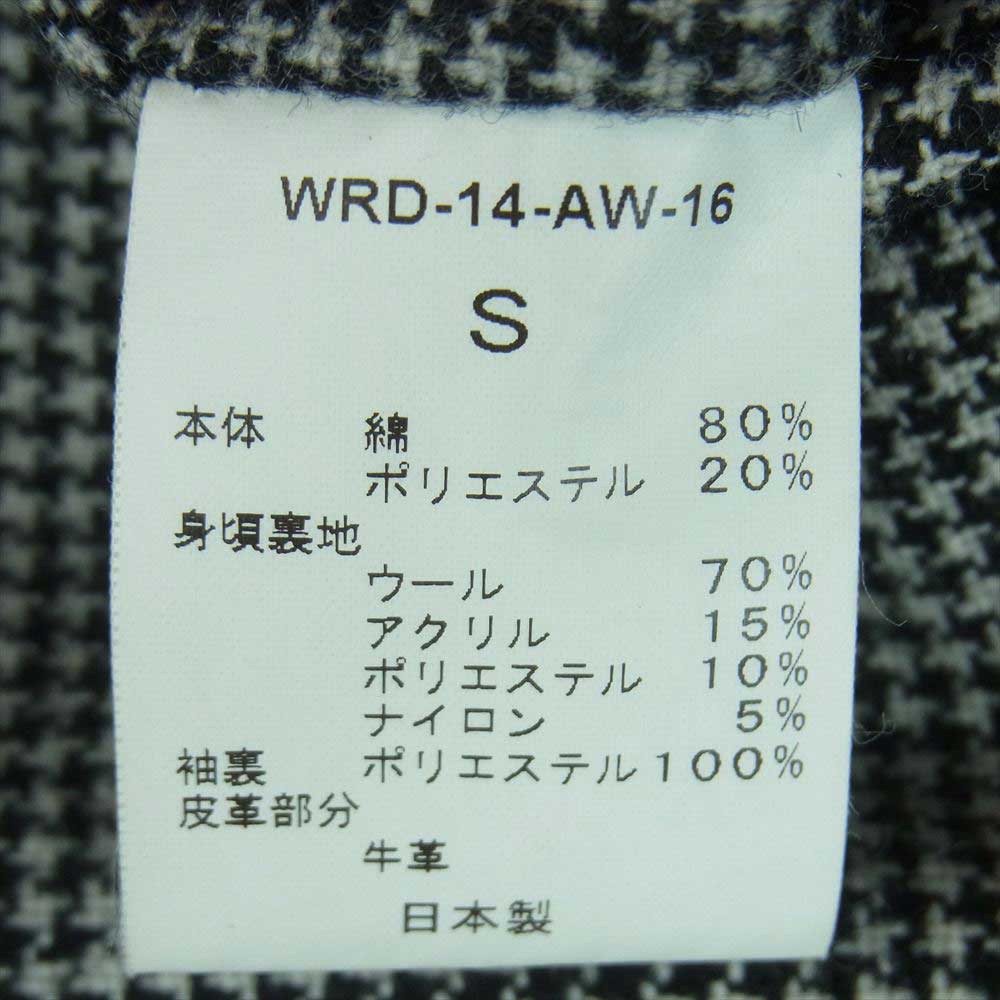 WRD-14-AW-16
S
本体 綿 80%
ポリエステル 20%
身頃裏地
ウール 70%
アクリル 15%
ポリエステル 10%
ナイロン 5%
袖裏 ポリエステル 100%
皮革部分
牛革
日本製